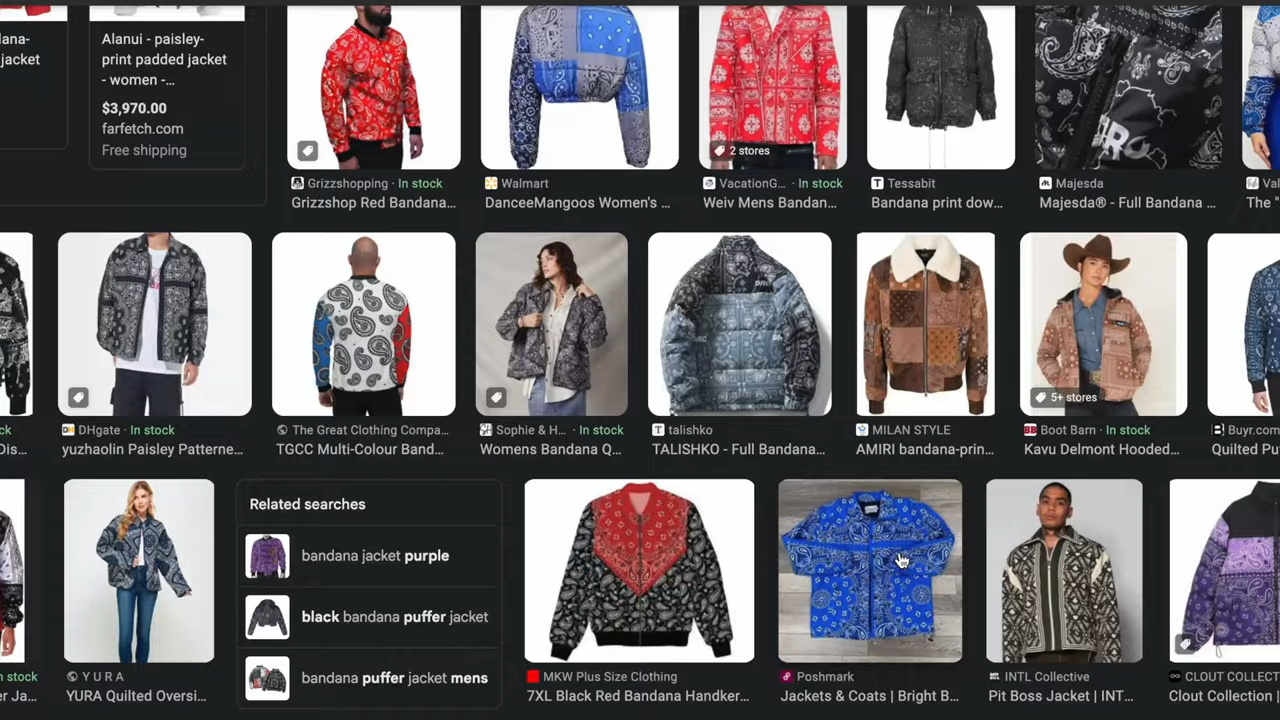 ana-
jacket
Alanui - paisley-
print padded jacket
- women -...
$3,970.00
farfetch.com
Free shipping
2 stores
Grizzshopping · In stock
Grizzshop Red Bandana...
Walmart
DanceeMangoos Women's ...
VacationG... · In stock
Weiv Mens Bandan...
Tessabit
Bandana print dow...
Majesda
Majesda® - Full Bandana ...
Val
The "
5+ stores
ck
Dis...
DHgate · In stock
yuzhaolin Paisley Patterne...
The Great Clothing Compa...
TGCC Multi-Colour Band...
Sophie & H... · In stock
Womens Bandana Q...
talishko
TALISHKO - Full Bandana...
MILAN STYLE
AMIRI bandana-prin...
Boot Barn · In stock
Kavu Delmont Hooded...
Buyr.com
Quilted Pu
Related searches
bandana jacket purple
black bandana puffer jacket
bandana puffer jacket mens
n stock
er Ja...
Y U R A
YURA Quilted Oversi...
MKW Plus Size Clothing
7XL Black Red Bandana Handker...
Poshmark
Jackets & Coats | Bright B...
INTL Collective
Pit Boss Jacket | INT...
CLOUT COLLECT
Clout Collection |